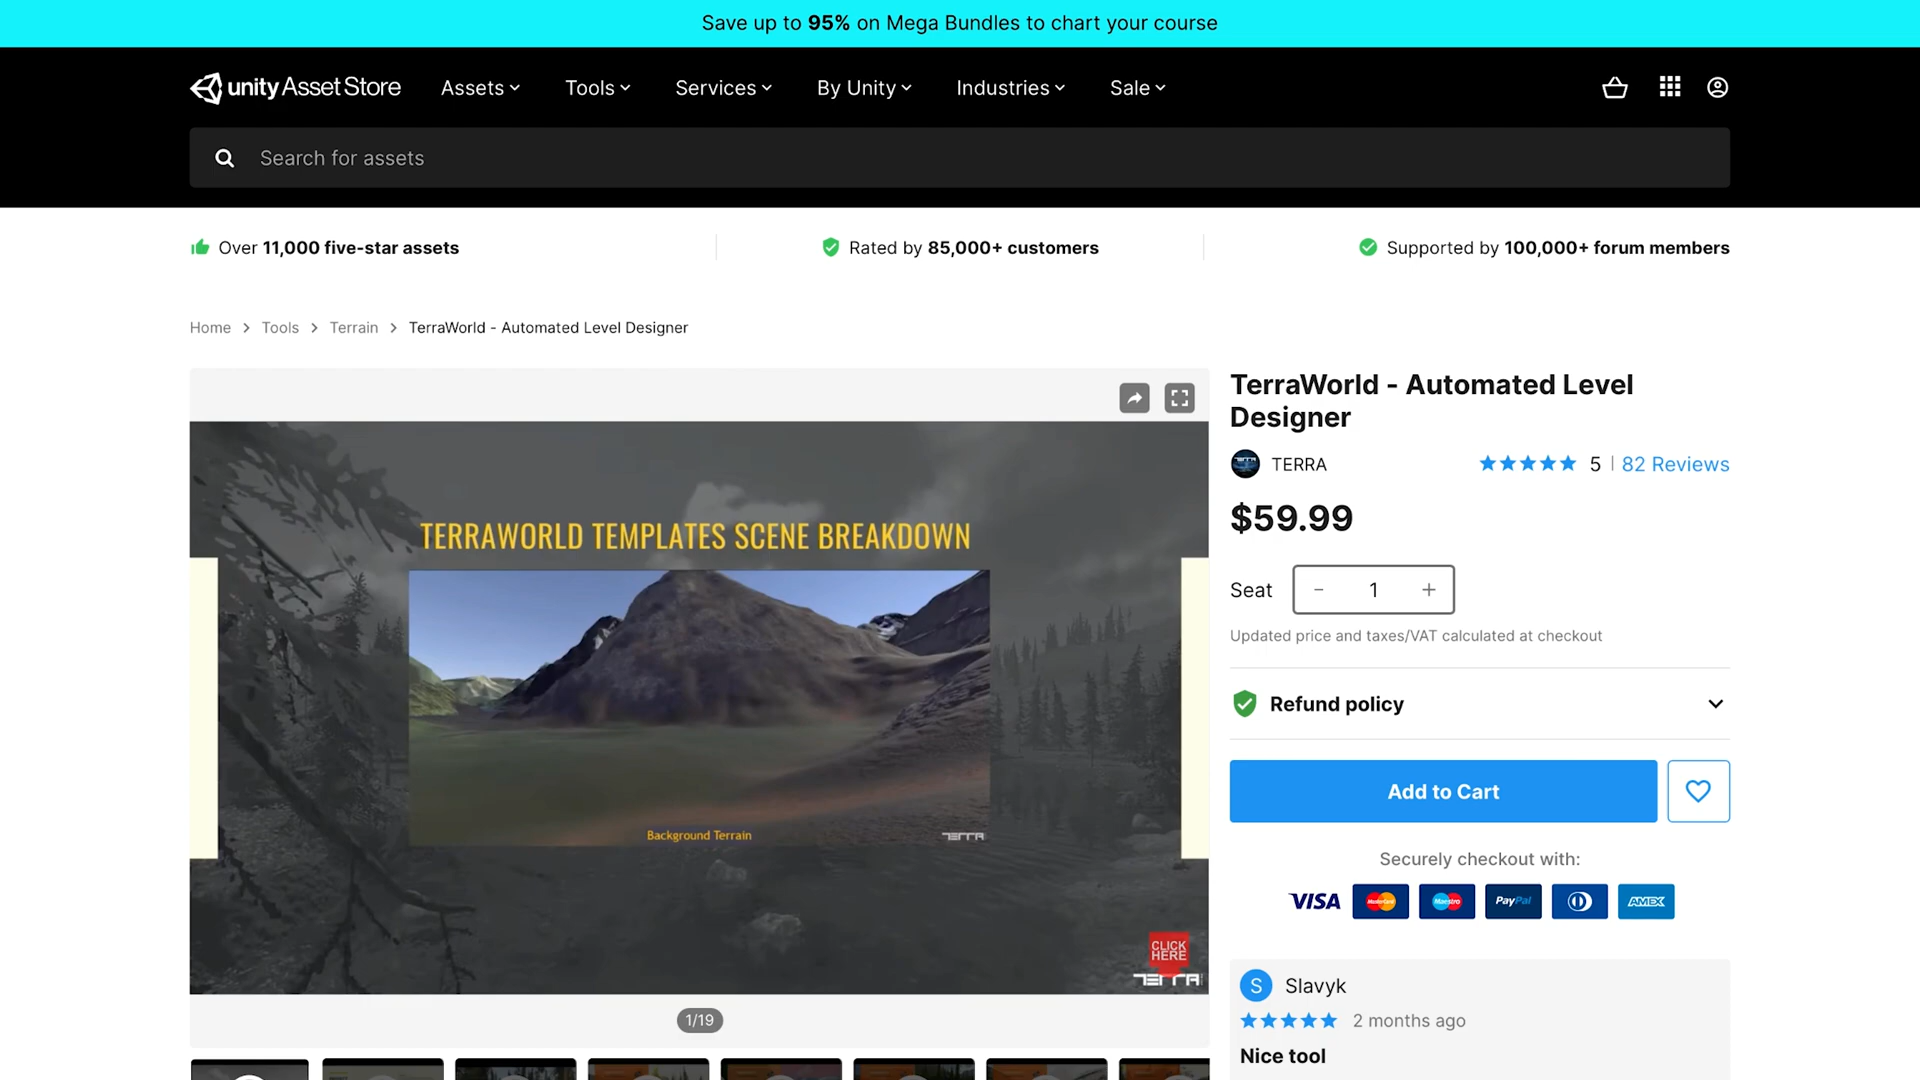 Save up to 95% on Mega Bundles to chart your course
unity Asset Store
Assets
Tools
Services
By Unity
Industries
Sale
Search for assets
Over 11,000 five-star assets
Rated by 85,000+ customers
Supported by 100,000+ forum members
Home > Tools > Terrain > TerraWorld - Automated Level Designer
TERRAWORLD TEMPLATES SCENE BREAKDOWN
Background Terrain
TERRA
CLICK
HERE
TERRA
1/19
TerraWorld - Automated Level
Designer
TERRA
5 | 82 Reviews
$59.99
Seat - 1 +
Updated price and taxes/VAT calculated at checkout
Refund policy
Add to Cart
Securely checkout with:
VISA MasterCard Maestro PayPal AMEX
S Slavyk
2 months ago
Nice tool